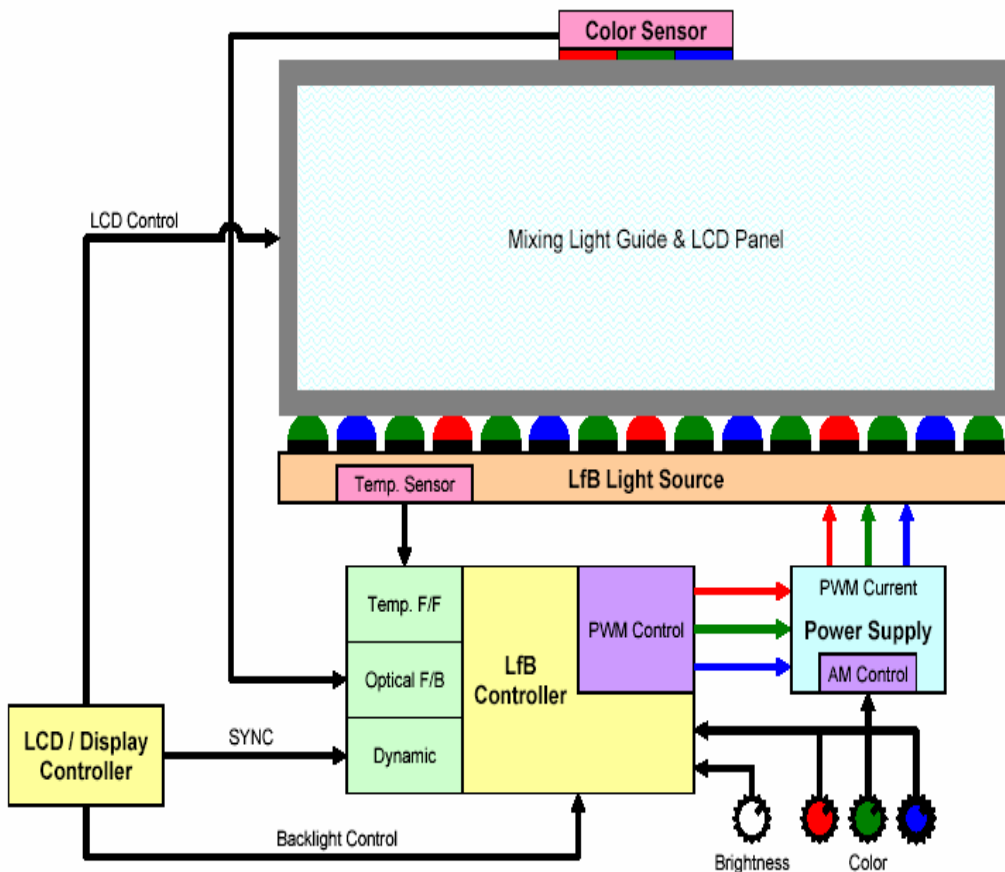 Color Sensor
LCD Control
Mixing Light Guide & LCD Panel
LfB Light Source
Temp. Sensor
Temp. F/F
PWM Control
PWM Current
Power Supply
AM Control
LfB
Controller
Optical F/B
Dynamic
LCD / Display
Controller
SYNC
Backlight Control
Brightness
Color